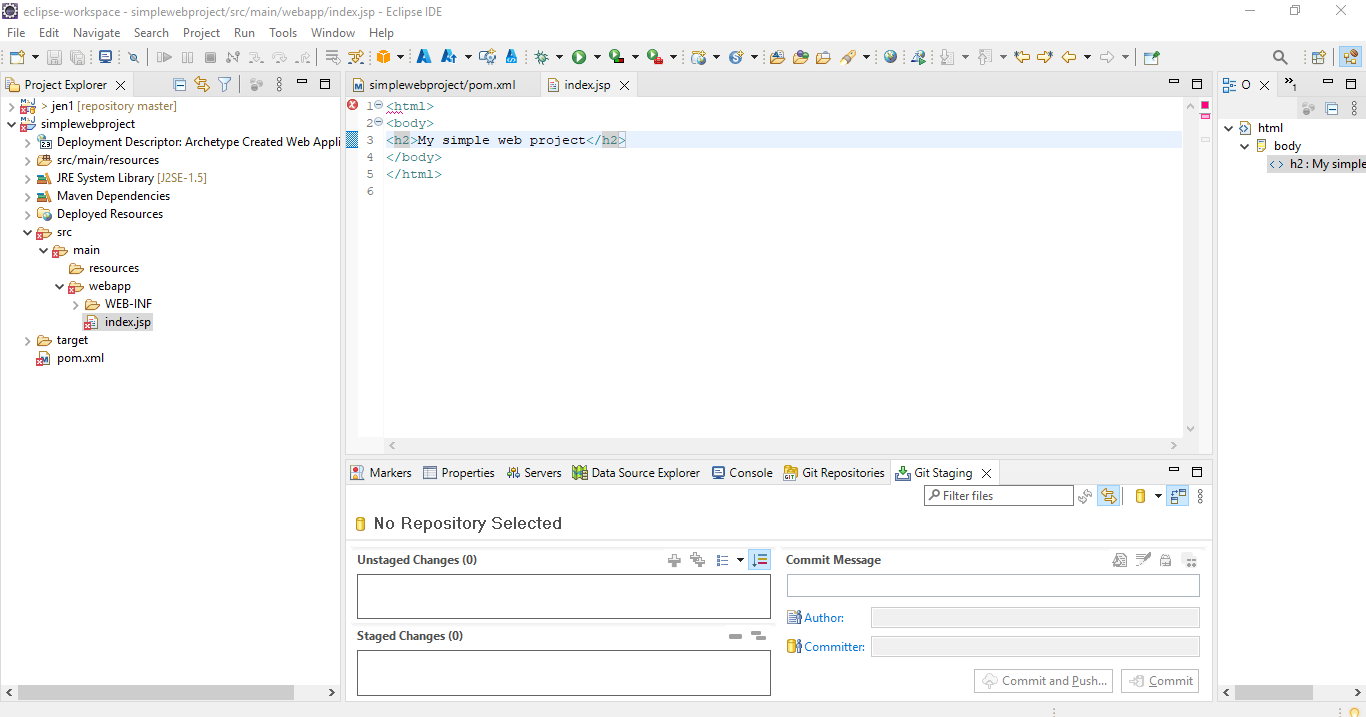 eclipse-workspace - simplewebproject/src/main/webapp/index.jsp - Eclipse IDE
File Edit Navigate Search Project Run Tools Window Help
Project Explorer
> jen1 [repository master]
simplewebproject
Deployment Descriptor: Archetype Created Web Appli
src/main/resources
JRE System Library [J2SE-1.5]
Maven Dependencies
Deployed Resources
src
main
resources
webapp
WEB-INF
index.jsp
target
pom.xml
simplewebproject/pom.xml
index.jsp
1 <html>
2 <body>
3 <h2>My simple web project</h2>
4 </body>
5 </html>
6
O
»1
html
body
<> h2 : My simple
Markers Properties Servers Data Source Explorer Console Git Repositories Git Staging
Filter files
No Repository Selected
Unstaged Changes (0)
Staged Changes (0)
Commit Message
Author:
Committer:
Commit and Push...
Commit